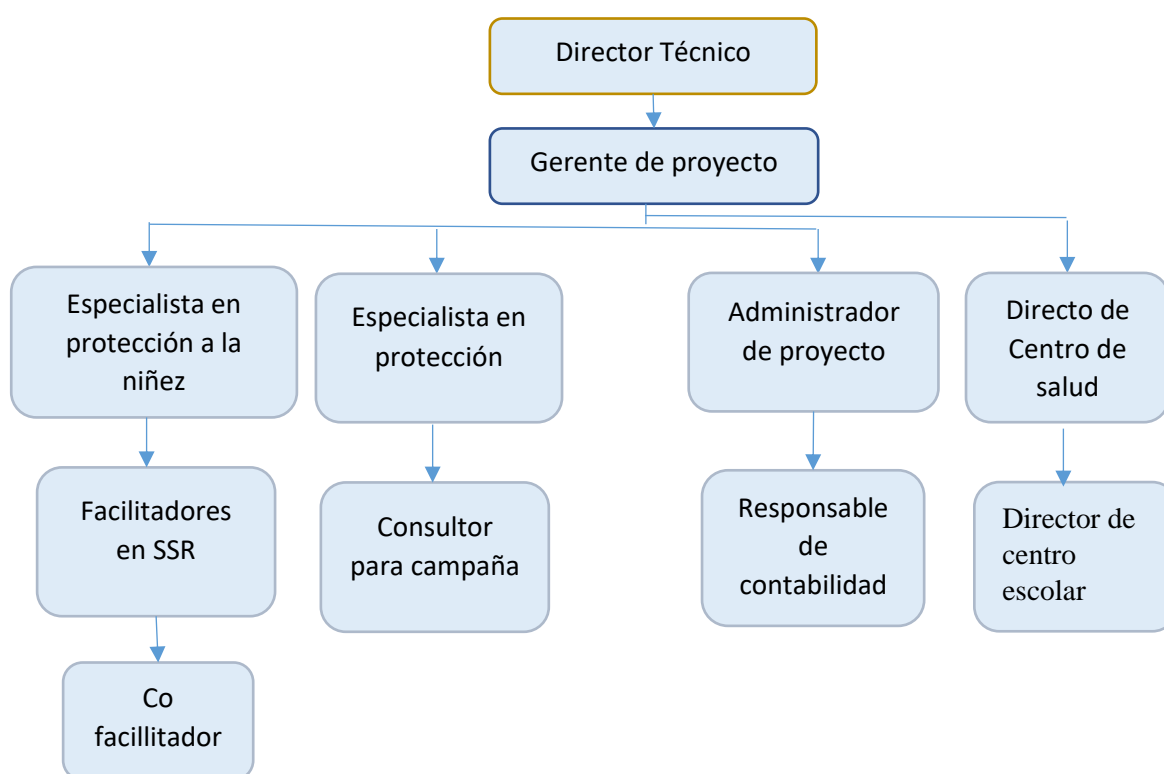 Director Técnico
Gerente de proyecto
Especialista en
protección a la
niñez
Especialista en
protección
Administrador
de proyecto
Directo de
Centro de
salud
Facilitadores
en SSR
Consultor
para campaña
Responsable
de
contabilidad
Director de
centro
escolar
Co
facillitador